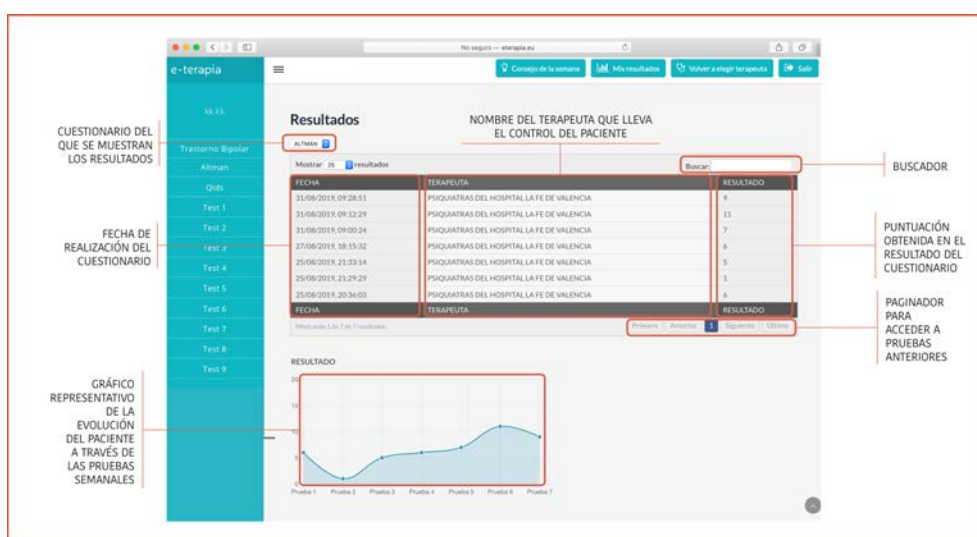 No seguro — eterapia.eu
e-terapia
Consejo de la semana
Mis resultados
Volver a elegir terapeuta
Salir
kk kk
Trastorno Bipolar
Altman
Qids
Test 1
Test 2
Test 3
Test 4
Test 5
Test 6
Test 7
Test 8
Test 9
Resultados
ALTMAN
Mostrar 25 resultados
Buscar:
FECHA TERAPEUTA RESULTADO
31/08/2019, 09:28:51 PSIQUIATRAS DEL HOSPITAL LA FE DE VALENCIA 9
31/08/2019, 09:12:29 PSIQUIATRAS DEL HOSPITAL LA FE DE VALENCIA 11
31/08/2019, 09:00:24 PSIQUIATRAS DEL HOSPITAL LA FE DE VALENCIA 7
27/08/2019, 18:15:32 PSIQUIATRAS DEL HOSPITAL LA FE DE VALENCIA 6
25/08/2019, 21:33:14 PSIQUIATRAS DEL HOSPITAL LA FE DE VALENCIA 5
25/08/2019, 21:29:29 PSIQUIATRAS DEL HOSPITAL LA FE DE VALENCIA 1
25/08/2019, 20:36:03 PSIQUIATRAS DEL HOSPITAL LA FE DE VALENCIA 6
FECHA TERAPEUTA RESULTADO
Mostrando 1 de 7 de 7 resultados
Primero Anterior 1 Siguiente Último
RESULTADO
20
15
10
5
0
Prueba 1 Prueba 2 Prueba 3 Prueba 4 Prueba 5 Prueba 6 Prueba 7
CUESTIONARIO DEL
QUE SE MUESTRAN
LOS RESULTADOS
FECHA DE
REALIZACIÓN DEL
CUESTIONARIO
GRÁFICO
REPRESENTATIVO
DE LA
EVOLUCIÓN
DEL PACIENTE
A TRAVÉS DE
LAS PRUEBAS
SEMANALES
NOMBRE DEL TERAPEUTA QUE LLEVA
EL CONTROL DEL PACIENTE
BUSCADOR
PUNTUACIÓN
OBTENIDA EN EL
RESULTADO DEL
CUESTIONARIO
PAGINADOR
PARA
ACCEDER A
PRUEBAS
ANTERIORES